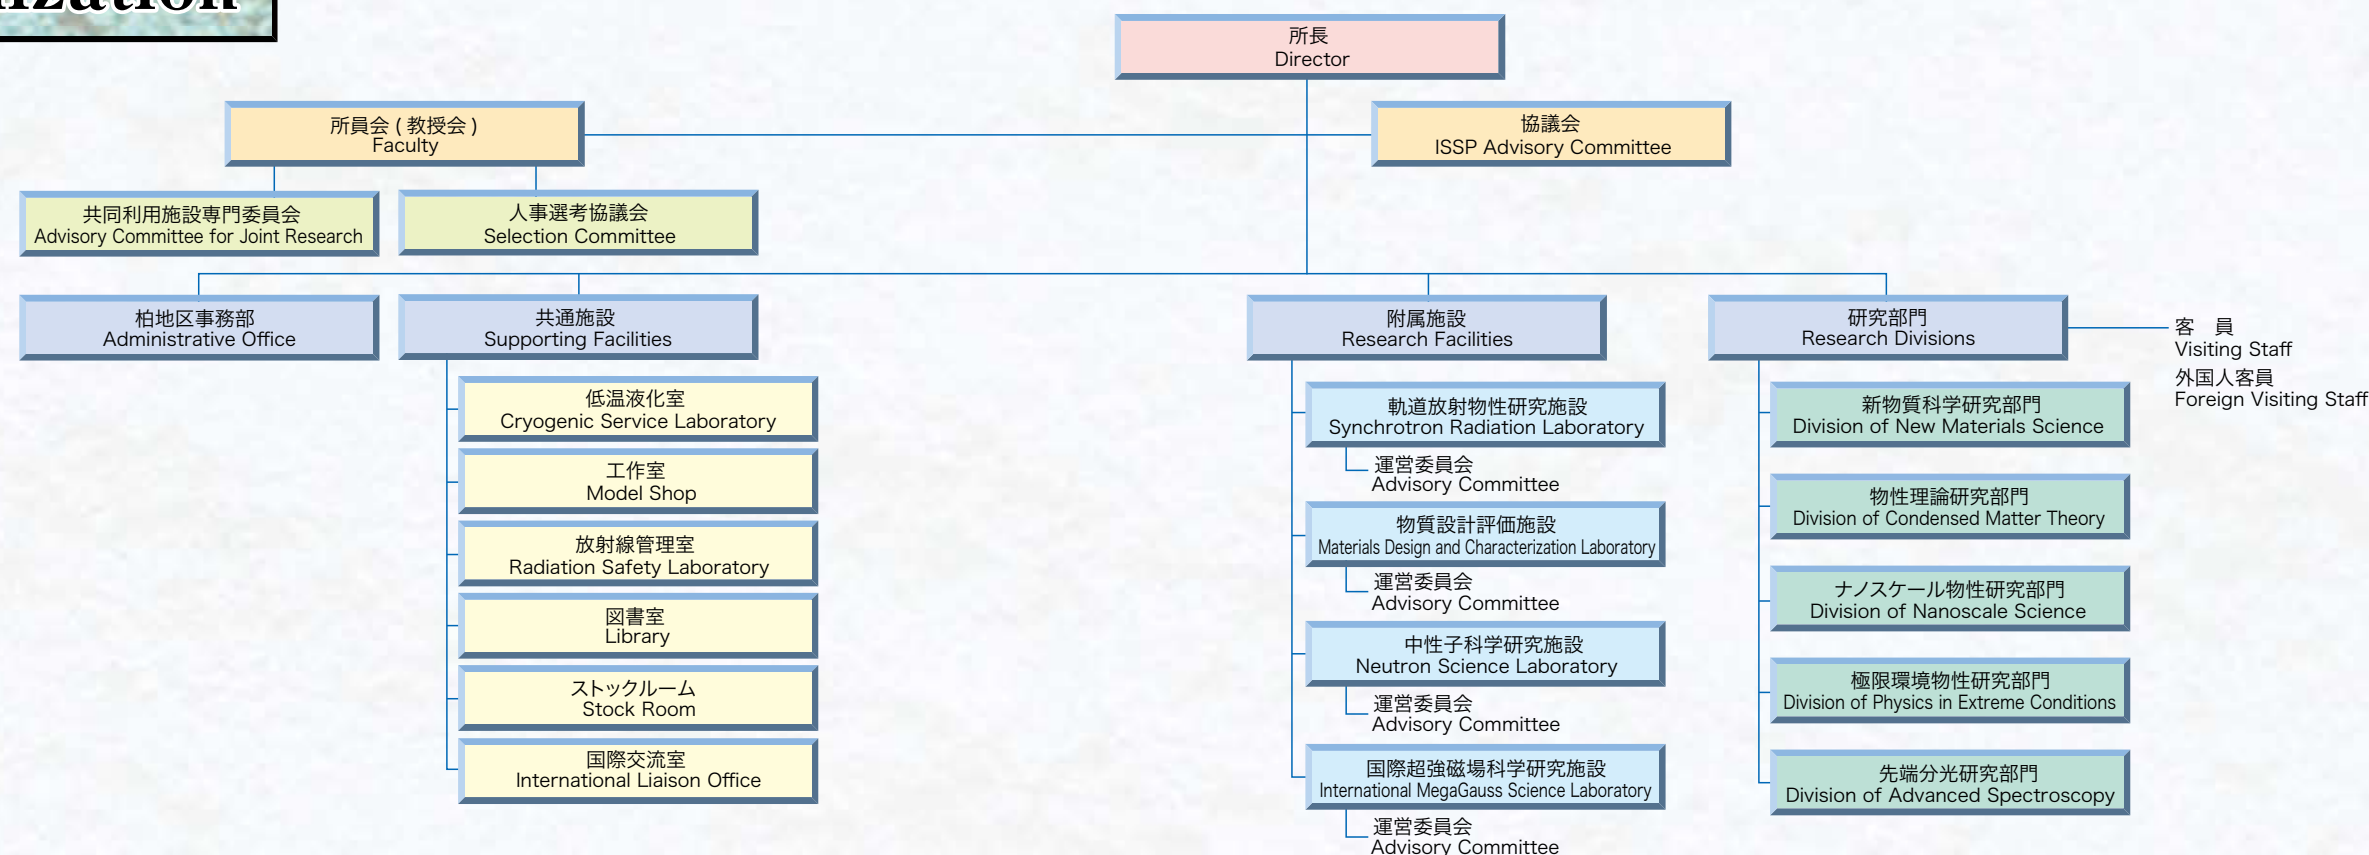 所長
Director
所員会 ( 教授会 )
Faculty
協議会
ISSP Advisory Committee
共同利用施設専門委員会
Advisory Committee for Joint Research
人事選考協議会
Selection Committee
柏地区事務部
Administrative Office
共通施設
Supporting Facilities
低温液化室
Cryogenic Service Laboratory
工作室
Model Shop
放射線管理室
Radiation Safety Laboratory
図書室
Library
ストックルーム
Stock Room
国際交流室
International Liaison Office
附属施設
Research Facilities
軌道放射物性研究施設
Synchrotron Radiation Laboratory
運営委員会
Advisory Committee
物質設計評価施設
Materials Design and Characterization Laboratory
運営委員会
Advisory Committee
中性子科学研究施設
Neutron Science Laboratory
運営委員会
Advisory Committee
国際超強磁場科学研究施設
International MegaGauss Science Laboratory
運営委員会
Advisory Committee
研究部門
Research Divisions
客　員
Visiting Staff
外国人客員
Foreign Visiting Staff
新物質科学研究部門
Division of New Materials Science
物性理論研究部門
Division of Condensed Matter Theory
ナノスケール物性研究部門
Division of Nanoscale Science
極限環境物性研究部門
Division of Physics in Extreme Conditions
先端分光研究部門
Division of Advanced Spectroscopy